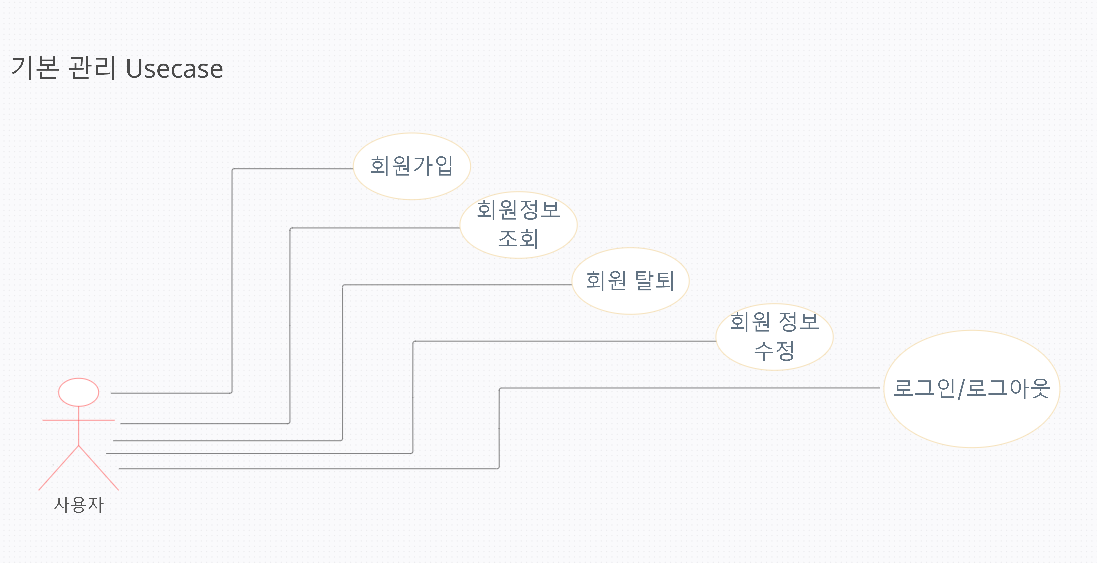 기본 관리 Usecase
회원가입
회원정보
조회
회원 탈퇴
회원 정보
수정
로그인/로그아웃
사용자